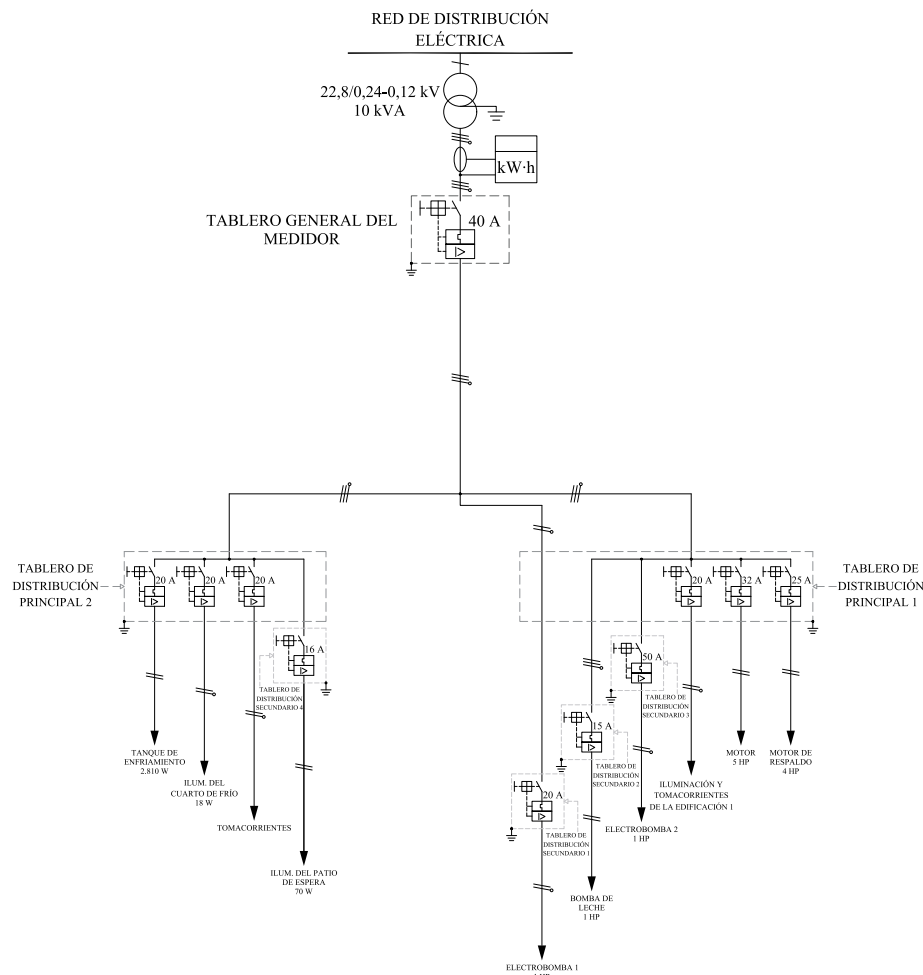 RED DE DISTRIBUCIÓN
ELÉCTRICA
22,8/0,24-0,12 kV
10 kVA
kW·h
TABLERO GENERAL DEL
MEDIDOR
40 A
TABLERO DE
DISTRIBUCIÓN
PRINCIPAL 2
20 A
20 A
20 A
16 A
TABLERO DE
DISTRIBUCIÓN
SECUNDARIO 4
TANQUE DE
ENFRIAMIENTO
2.810 W
ILUM. DEL
CUARTO DE FRÍO
18 W
TOMACORRIENTES
ILUM. DEL PATIO
DE ESPERA
70 W
TABLERO DE
DISTRIBUCIÓN
PRINCIPAL 1
20 A
32 A
25 A
50 A
TABLERO DE
DISTRIBUCIÓN
SECUNDARIO 3
15 A
TABLERO DE
DISTRIBUCIÓN
SECUNDARIO 2
20 A
TABLERO DE
DISTRIBUCIÓN
SECUNDARIO 1
MOTOR
5 HP
MOTOR DE
RESPALDO
4 HP
ILUMINACIÓN Y
TOMACORRIENTES
DE LA EDIFICACIÓN 1
ELECTROBOMBA 2
1 HP
BOMBA DE
LECHE
1 HP
ELECTROBOMBA 1